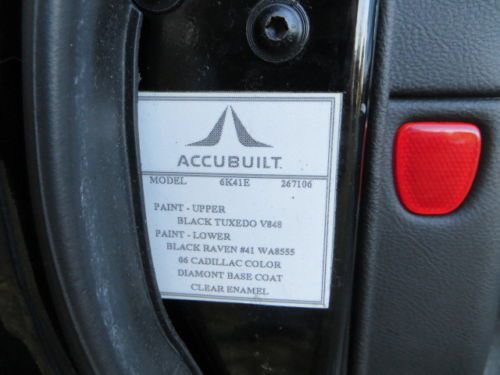 ACCUBUILT.
MODEL 6K41E 267106
PAINT - UPPER
BLACK TUXEDO V848
PAINT - LOWER
BLACK RAVEN #41 WA8555
06 CADILLAC COLOR
DIAMONT BASE COAT
CLEAR ENAMEL